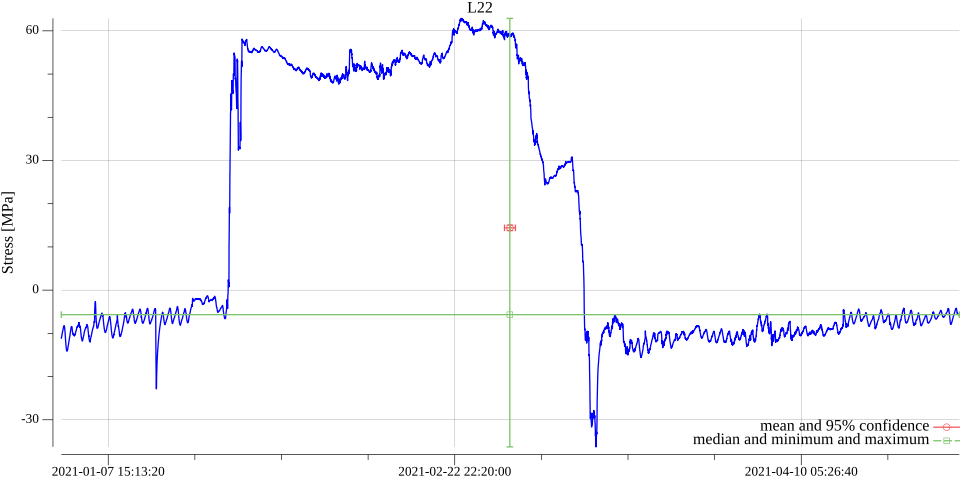 L22
60
30
0
-30
Stress [MPa]
mean and 95% confidence
median and minimum and maximum
2021-01-07 15:13:20
2021-02-22 22:20:00
2021-04-10 05:26:40